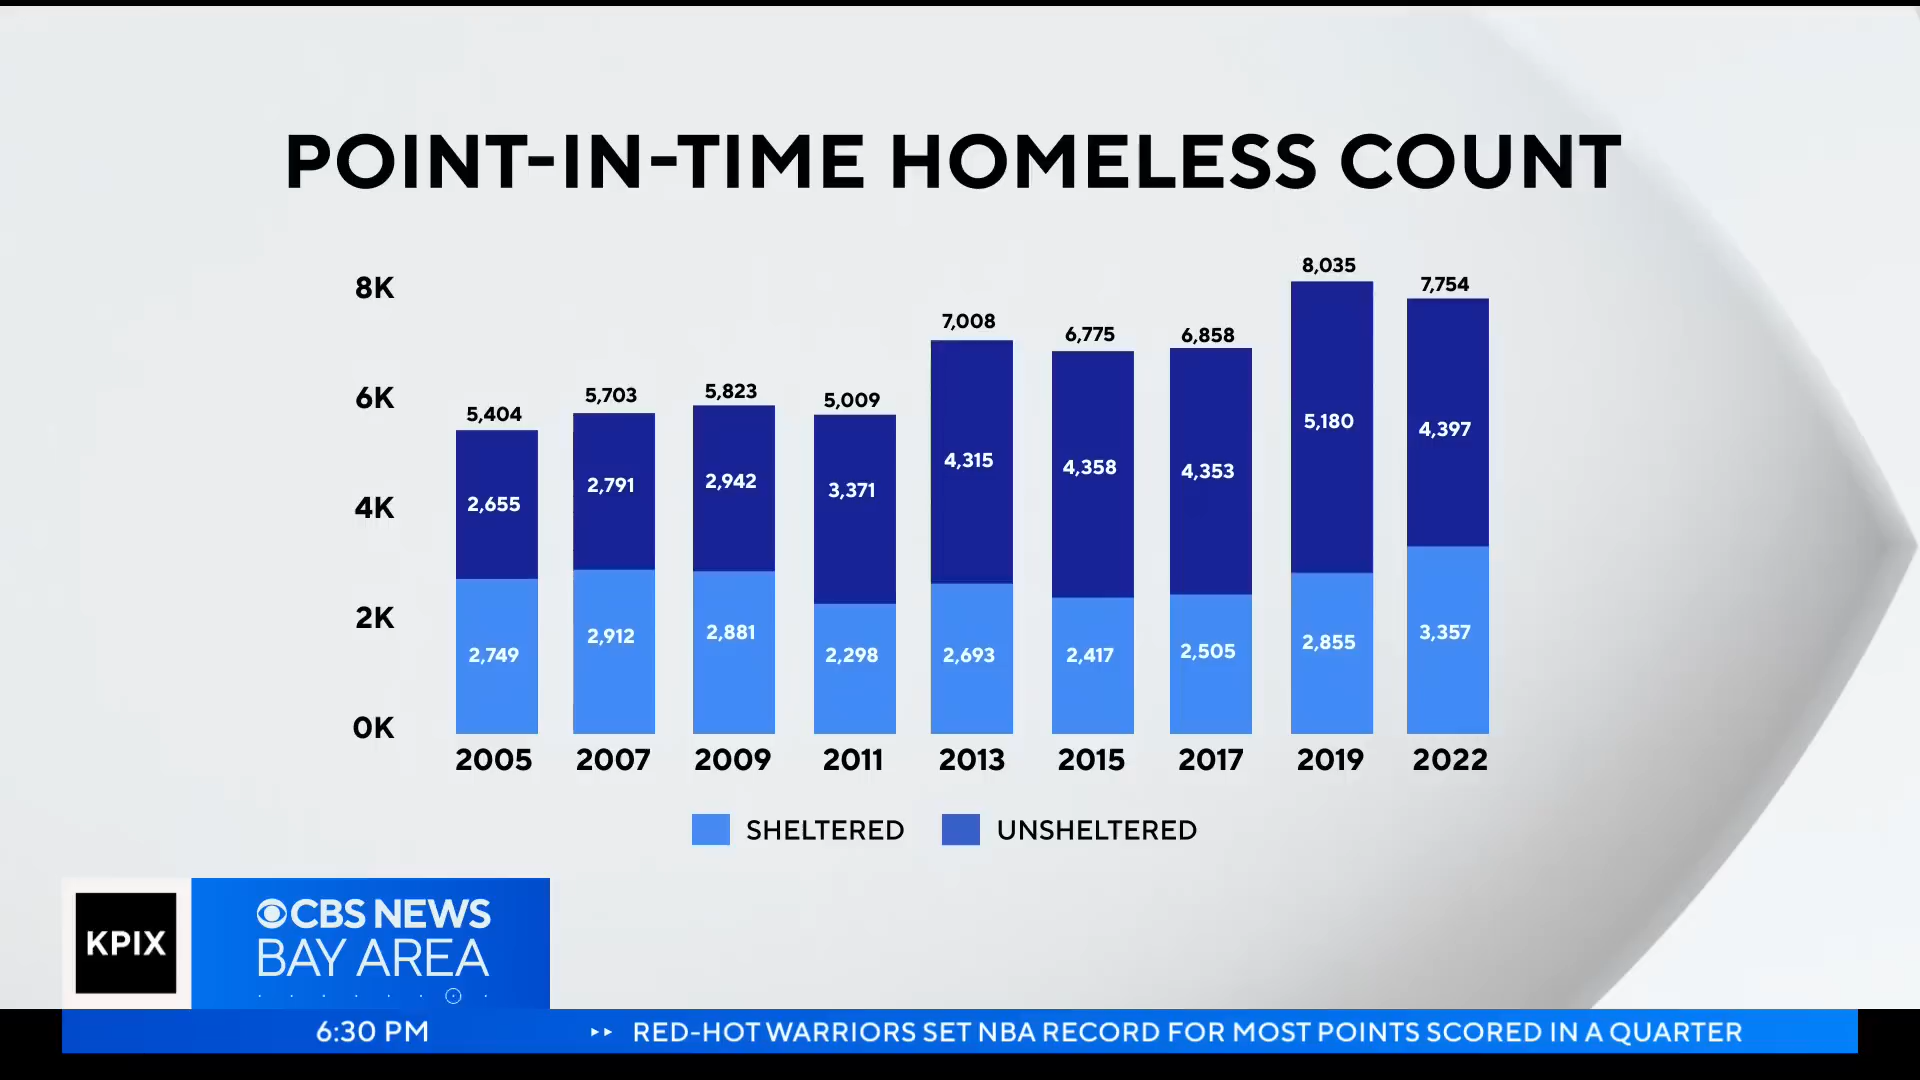 POINT-IN-TIME HOMELESS COUNT
8K
6K
4K
2K
0K
5,404
5,703
5,823
5,009
7,008
6,775
6,858
8,035
7,754
2,655
2,791
2,942
3,371
4,315
4,358
4,353
5,180
4,397
2,749
2,912
2,881
2,298
2,693
2,417
2,505
2,855
3,357
2005 2007 2009 2011 2013 2015 2017 2019 2022
SHELTERED UNSHELTERED
KPIX
CBS NEWS
BAY AREA
6:30 PM
RED-HOT WARRIORS SET NBA RECORD FOR MOST POINTS SCORED IN A QUARTER